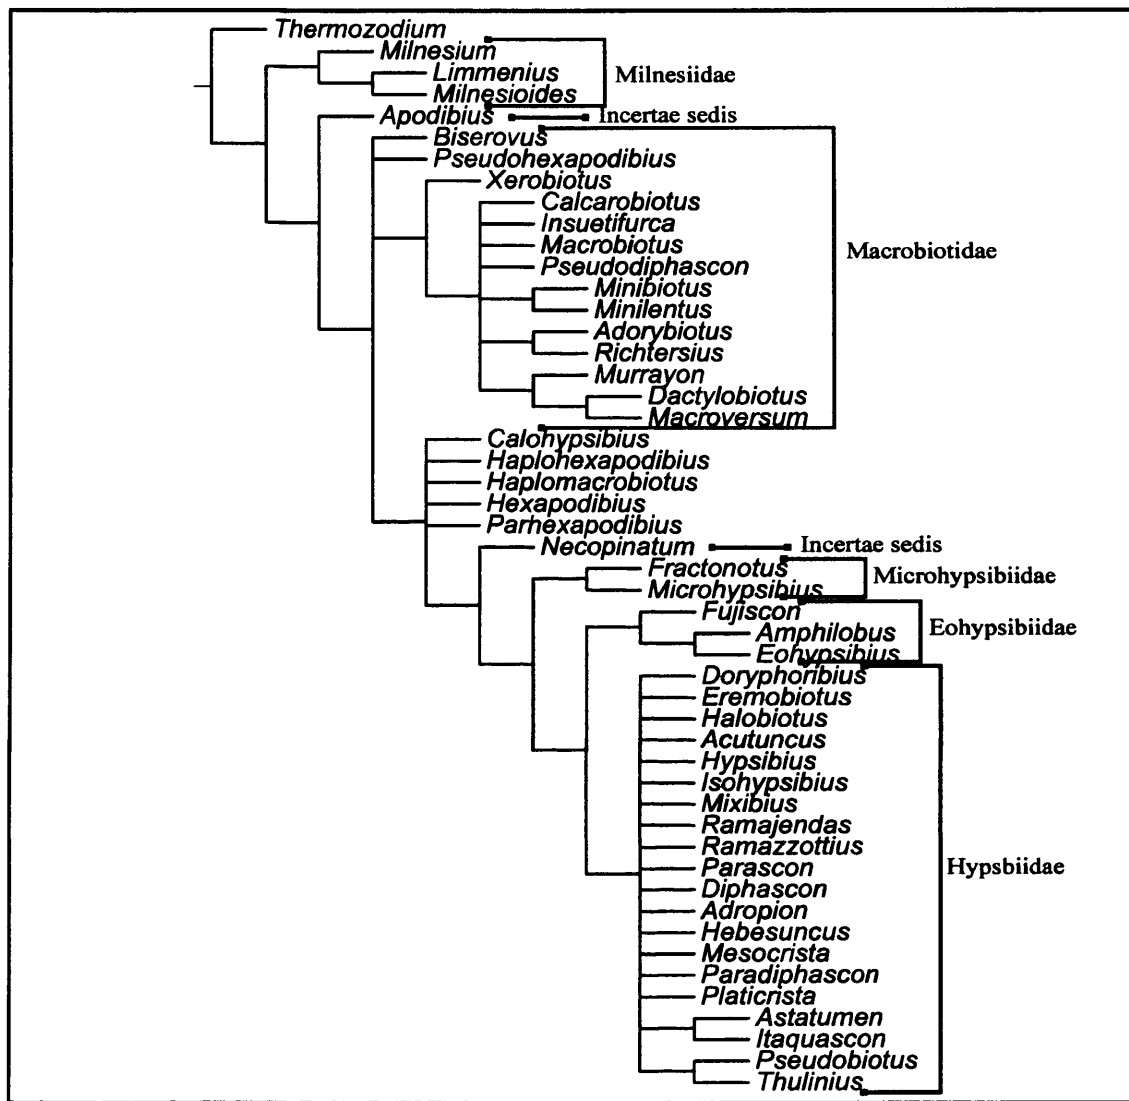 Thermozodium
Milnesium
Limmenius
Milnesiidae
Milnesioides
Apodibius
Incertae sedis
Biserovus
Pseudohexapodibius
Xerobiotus
Calcarobiotus
Insuetifurca
Macrobiotus
Macrobiotidae
Pseudodiphascon
Minibiotus
Minilentus
Adorybiotus
Richtersius
Murrayon
Dactylobiotus
Macroversum
Calohypsibius
Haplohexapodibius
Haplomacrobiotus
Hexapodibius
Parhexapodibius
Necopinatum
Incertae sedis
Fractonotus
Microhypsibiidae
Microhypsibius
Fujiscon
Eohypsibiidae
Amphilobus
Eohypsibius
Doryphoribius
Eremobiotus
Halobiotus
Acutuncus
Hypsibius
Isohypsibius
Mixibius
Ramajendas
Ramazzottius
Parascon
Hypsbiidae
Diphascon
Adropion
Hebesuncus
Mesocrista
Paradiphascon
Platicrista
Astatumen
Itaquascon
Pseudobiotus
Thulinius